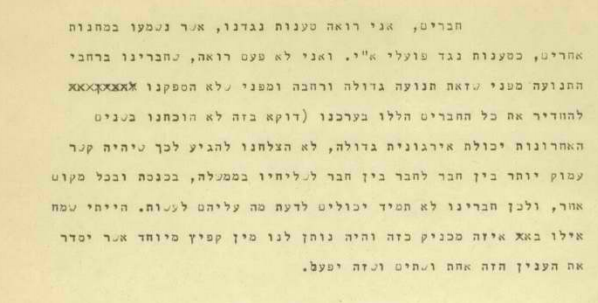 חברים, אני רואה טענות נגדנו, אשר נשמעו במחנות
אחרים, כטענות נגד פועלי א"י. ואני לא פעם רואה, שחברינו ברחבי
התנועה מפני שזאת תנועה גדולה ורחבה ומפני שלא הספקנו
להחדיר את כל החברים הללו בערכנו (דוקא בזה לא הוכחנו בשנים
האחרונות יכולת אירגונית גדולה, לא הצלחנו להגיע לכך שיהיה קשר
עמוק יותר בין חבר לחבר בין חבר לשליחיו בממשלה, בכנסת ובכל מקום
אחר, ולכן חברינו לא תמיד יכולים לדעת מה עליהם לעשות. הייתי שמח
אילו בא איזה מכניק כזה והיה נותן לנו מין קפיץ מיוחד אשר יסדר
את הענין הזה אחת ושתים ושזה יפעל.